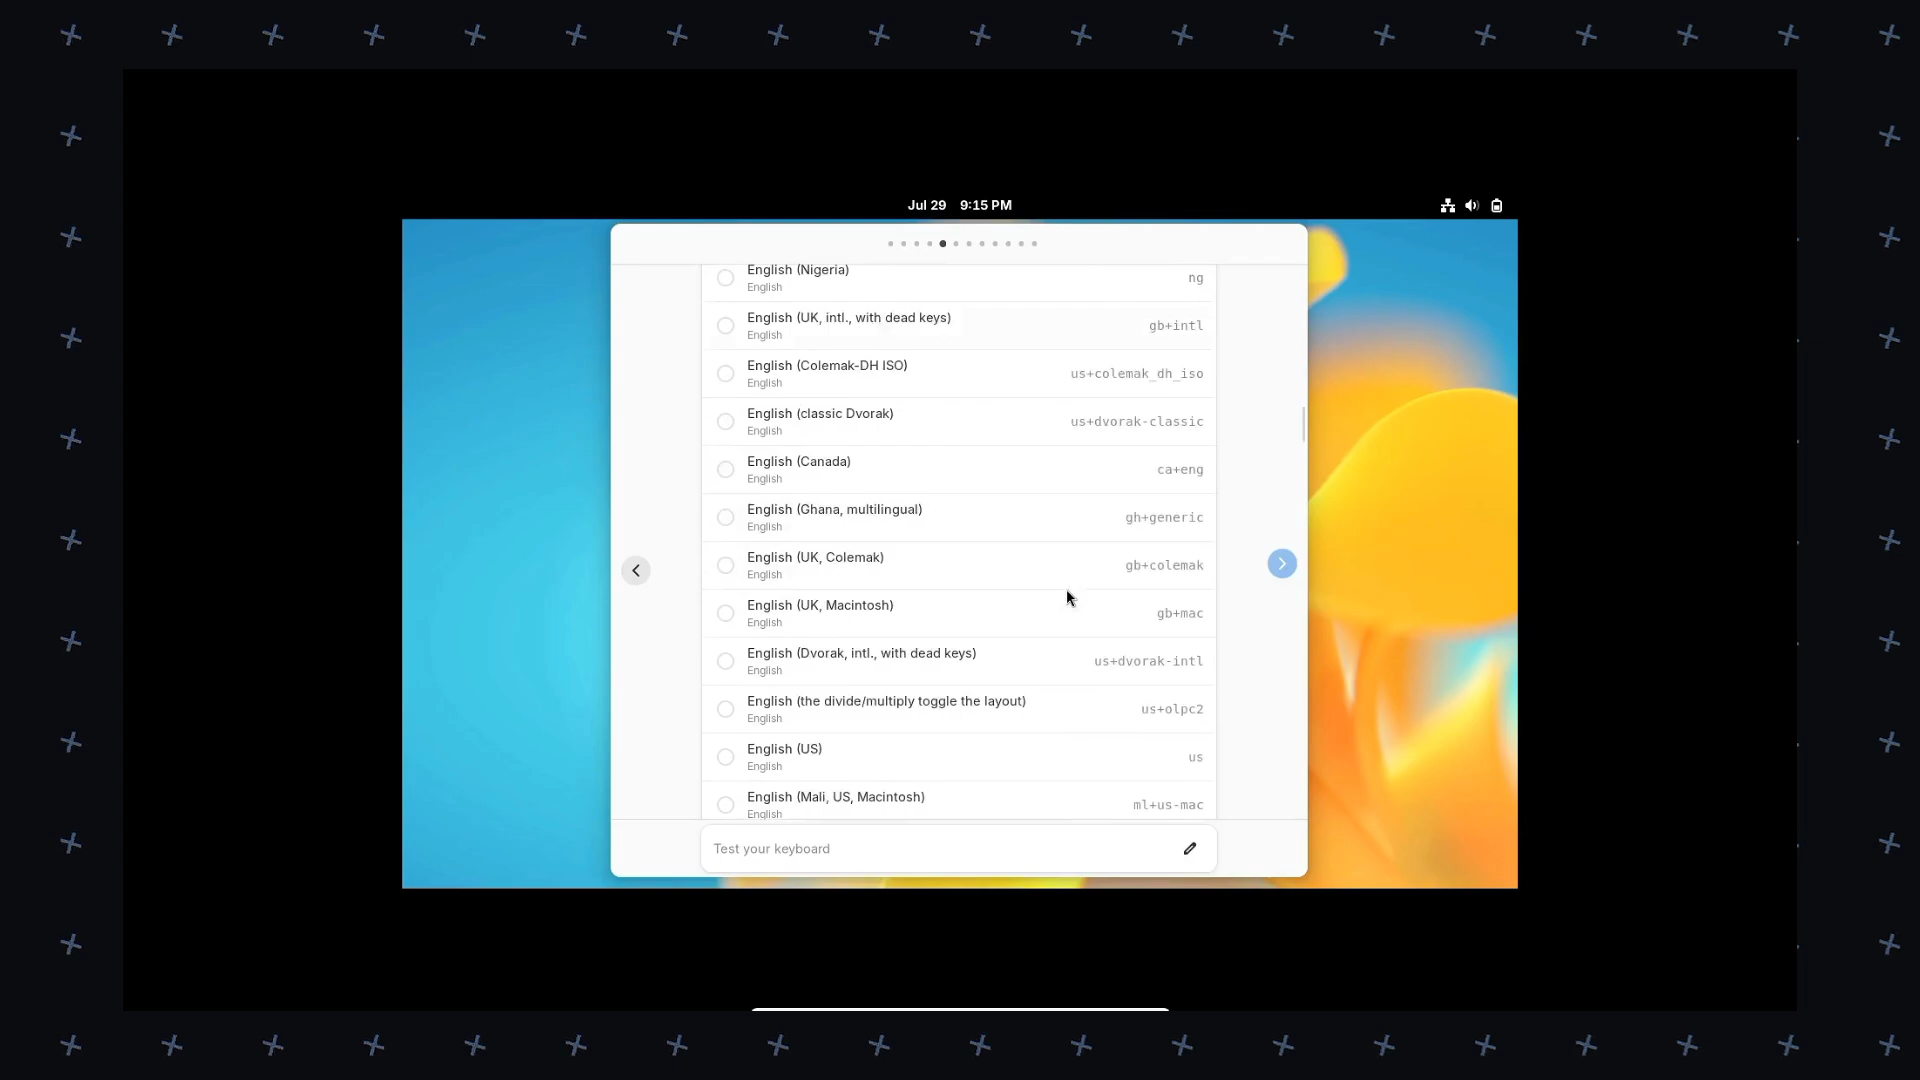 Jul 29 9:15 PM
English (Nigeria)
English
ng
English (UK, intl., with dead keys)
English
gb+intl
English (Colemak-DH ISO)
English
us+colemak_dh_iso
English (classic Dvorak)
English
us+dvorak-classic
English (Canada)
English
ca+eng
English (Ghana, multilingual)
English
gh+generic
English (UK, Colemak)
English
gb+colemak
English (UK, Macintosh)
English
gb+mac
English (Dvorak, intl., with dead keys)
English
us+dvorak-intl
English (the divide/multiply toggle the layout)
English
us+olpc2
English (US)
English
us
English (Mali, US, Macintosh)
English
ml+us-mac
Test your keyboard